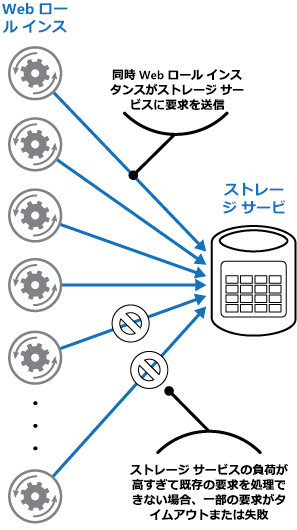 Web ロー
ル インス
同時 Web ロール インス
タンスがストレージ サー
ビスに要求を送信
ストレー
ジ サービ
ストレージ サービスの負荷が
高すぎて既存の要求を処理で
きない場合、一部の要求がタ
イムアウトまたは失敗